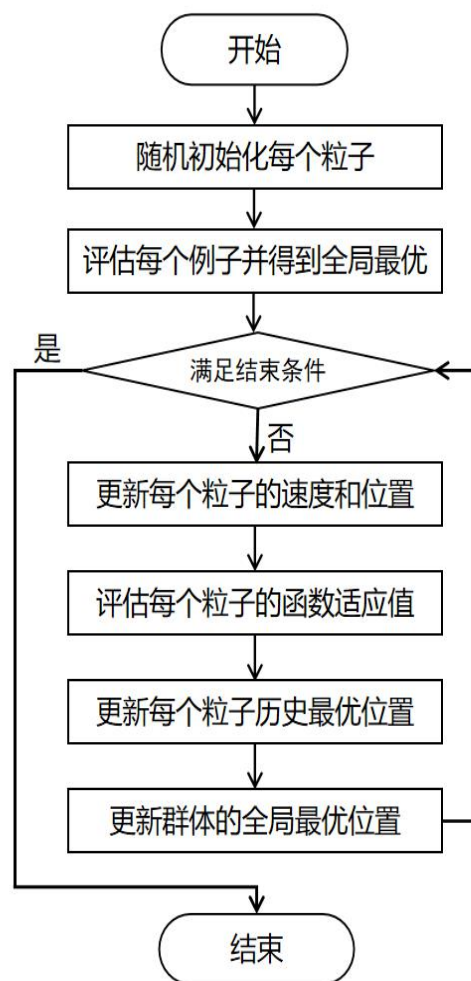 开始
随机初始化每个粒子
评估每个例子并得到全局最优
是
满足结束条件
否
更新每个粒子的速度和位置
评估每个粒子的函数适应值
更新每个粒子历史最优位置
更新群体的全局最优位置
结束